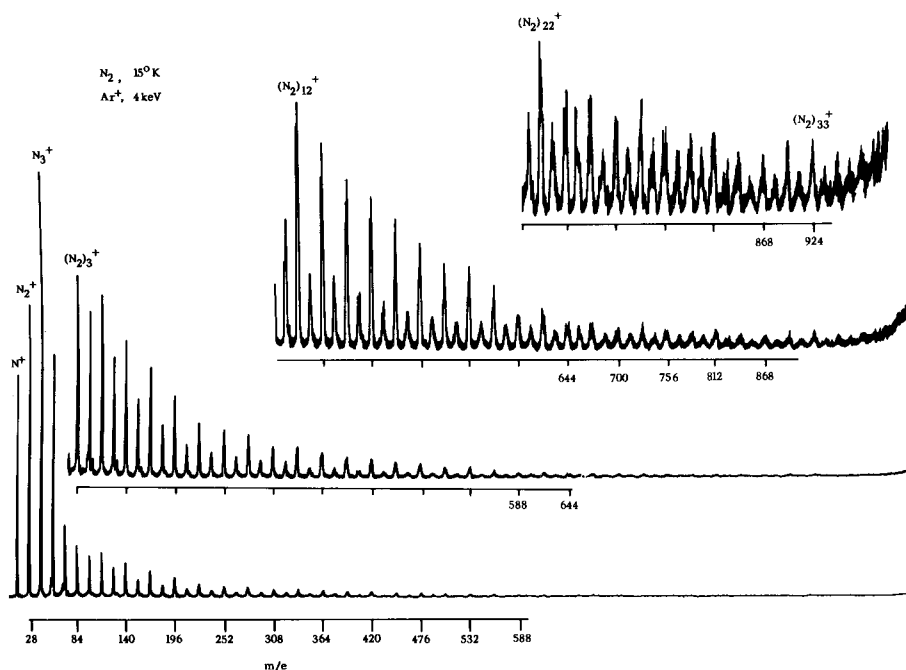 (N₂)₂₂⁺
N₂ , 15°K
Ar⁺, 4keV
(N₂)₁₂⁺
(N₂)₃₃⁺
N₃⁺
868 924
(N₂)₃⁺
N₂⁺
N⁺
644 700 756 812 868
588 644
28 84 140 196 252 308 364 420 476 532 588
m/e